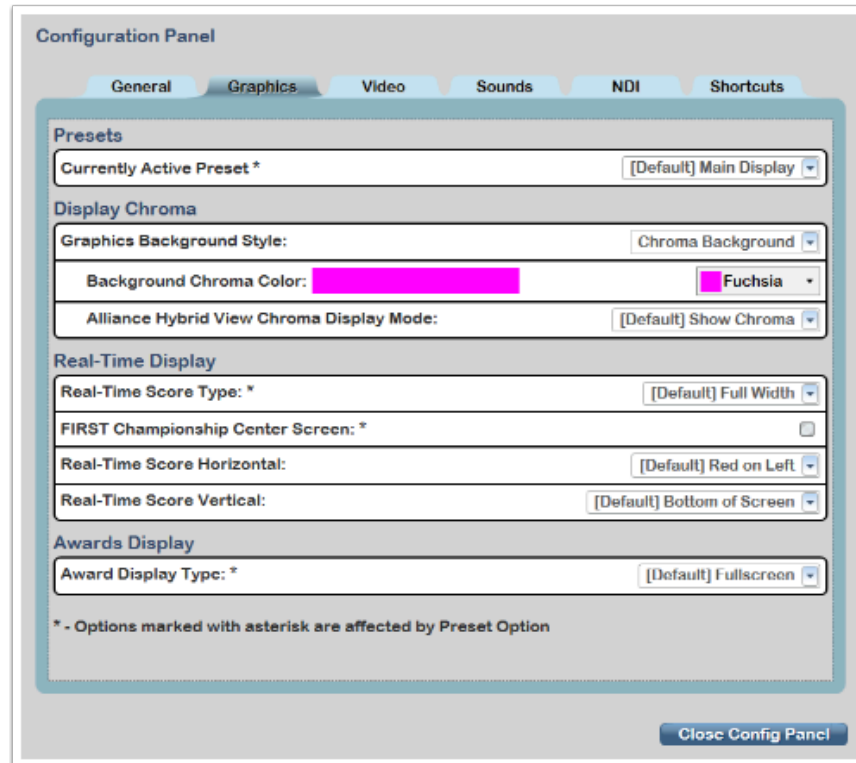 Configuration Panel
General Graphics Video Sounds NDI Shortcuts
Presets
Currently Active Preset * [Default] Main Display
Display Chroma
Graphics Background Style: Chroma Background
Background Chroma Color: Fuchsia
Alliance Hybrid View Chroma Display Mode: [Default] Show Chroma
Real-Time Display
Real-Time Score Type: * [Default] Full Width
FIRST Championship Center Screen: *
Real-Time Score Horizontal: [Default] Red on Left
Real-Time Score Vertical: [Default] Bottom of Screen
Awards Display
Award Display Type: * [Default] Fullscreen
* - Options marked with asterisk are affected by Preset Option
Close Config Panel